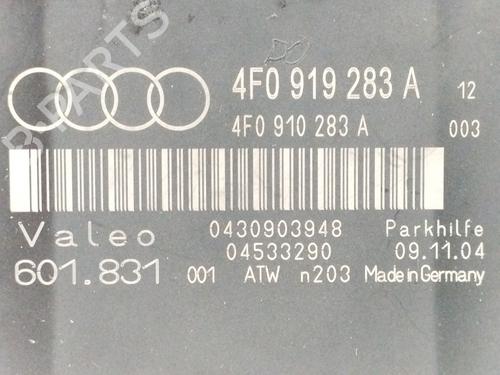 4F0 919 283 A 12
4F0 910 283 A 003
Valeo 0430903948 Parkhilfe
04533290 09.11.04
601.831 001 ATW n203 Made in Germany
B-PARTS